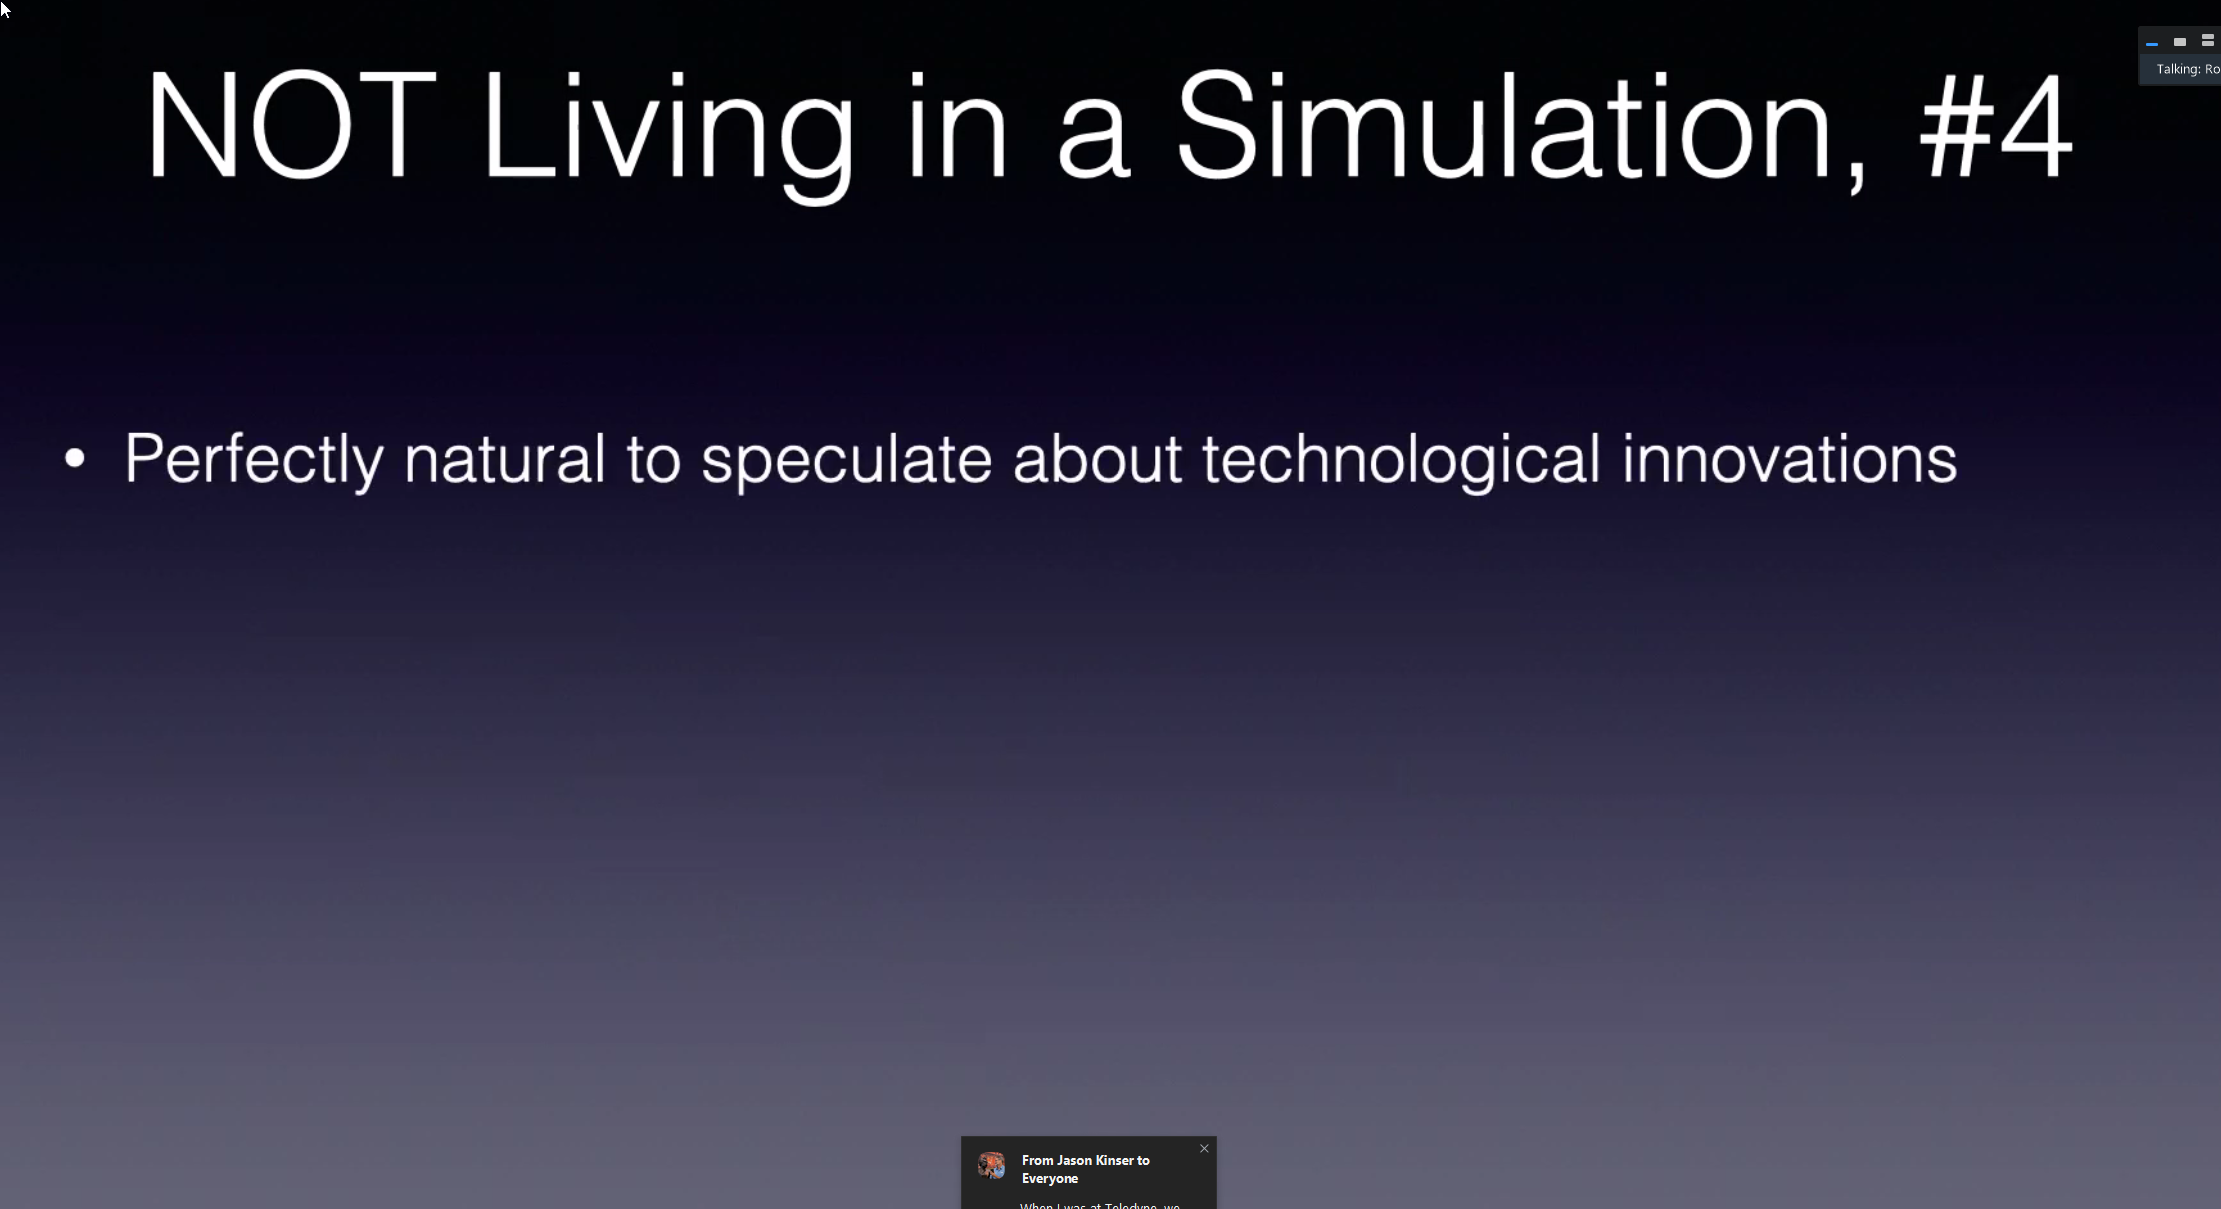 NOT Living in a Simulation, #4
Talking: Ro
• Perfectly natural to speculate about technological innovations
From Jason Kinser to
Everyone
When I was at Teledyne, we